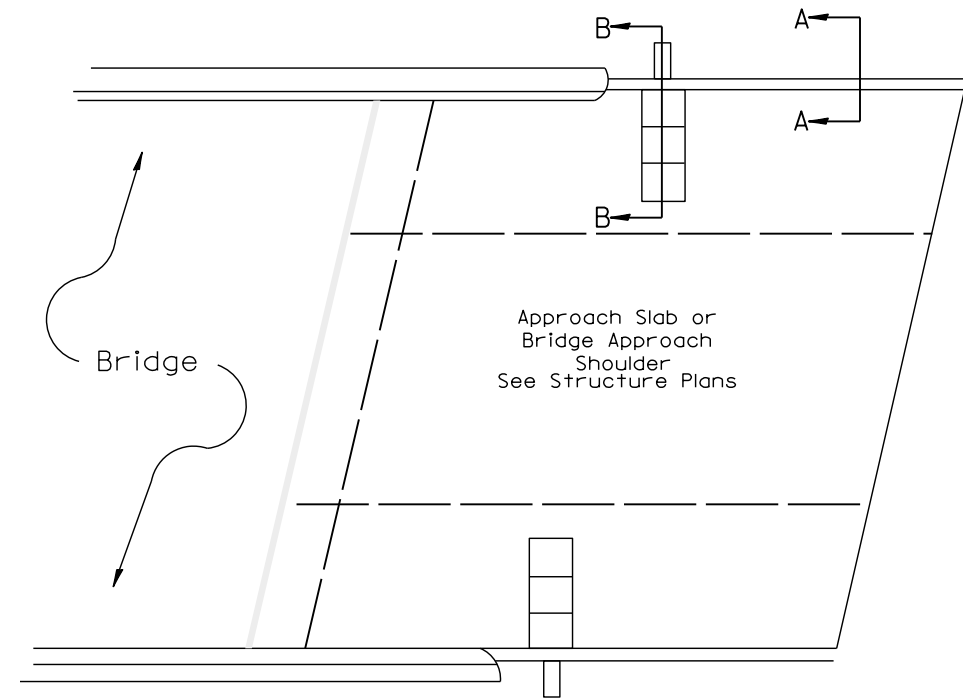 B
A
A
B
Approach Slab or
Bridge Approach
Shoulder
See Structure Plans
Bridge